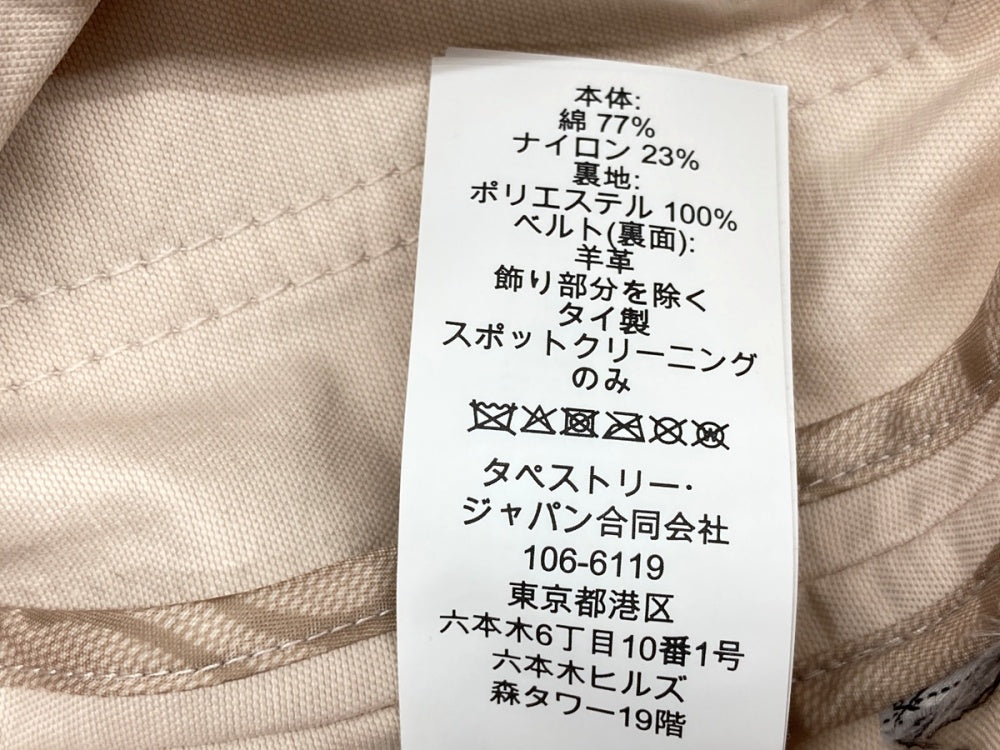 本体:
綿 77%
ナイロン 23%
裏地:
ポリエステル 100%
ベルト(裏面):
羊革
飾り部分を除く
タイ製
スポットクリーニング
のみ
タペストリー・
ジャパン合同会社
106-6119
東京都港区
六本木6丁目10番1号
六本木ヒルズ
森タワー19階